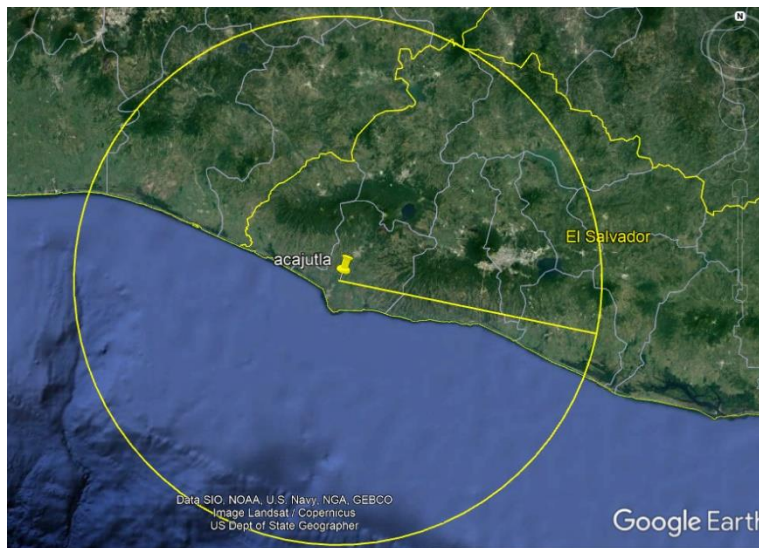 N
El Salvador
acajutla
Data SIO, NOAA, U.S. Navy, NGA, GEBCO
Image Landsat / Copernicus
US Dept of State Geographer
Google Earth